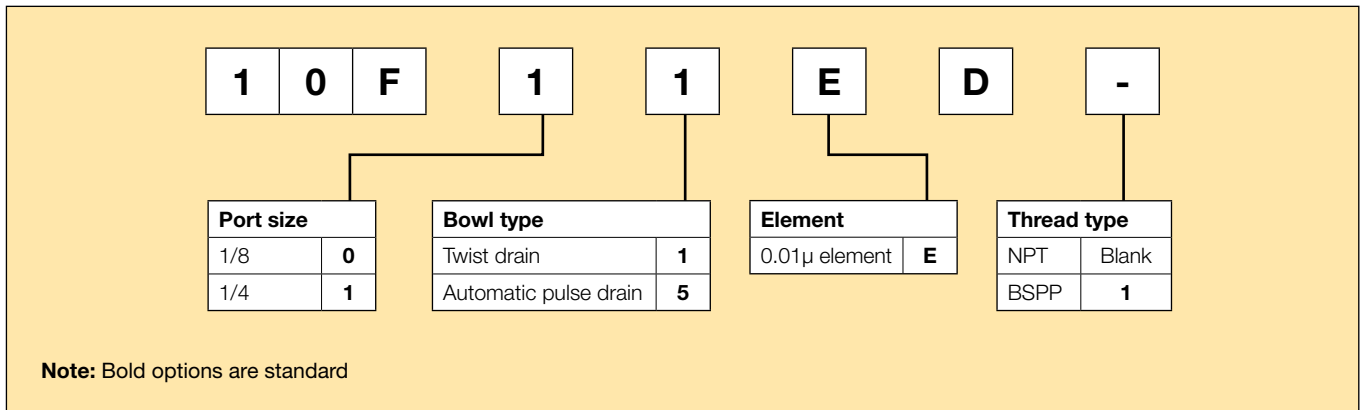 1 0 F 1 1 E D -
Port size
1/8 0
1/4 1
Bowl type
Twist drain 1
Automatic pulse drain 5
Element
0.01µ element E
Thread type
NPT Blank
BSPP 1
Note: Bold options are standard